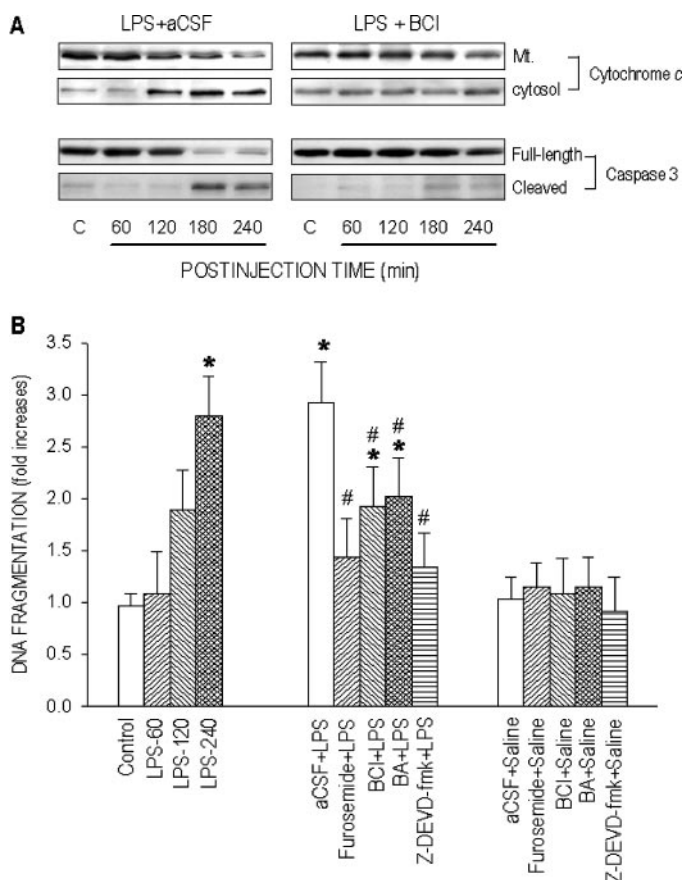 A
LPS+aCSF
LPS + BCI
Mt.
cytosol
Cytochrome c
Full-length
Cleaved
Caspase 3
C 60 120 180 240
C 60 120 180 240
POSTINJECTION TIME (min)
B
DNA FRAGMENTATION (fold increases)
3.5
3.0
2.5
2.0
1.5
1.0
0.5
0.0
*
*
#
#
*
#
*
#
Control
LPS-60
LPS-120
LPS-240
aCSF+LPS
Furosemide+LPS
BCI+LPS
BA+LPS
Z-DEVD-fmk+LPS
aCSF+Saline
Furosemide+Saline
BCI+Saline
BA+Saline
Z-DEVD-fmk+Saline